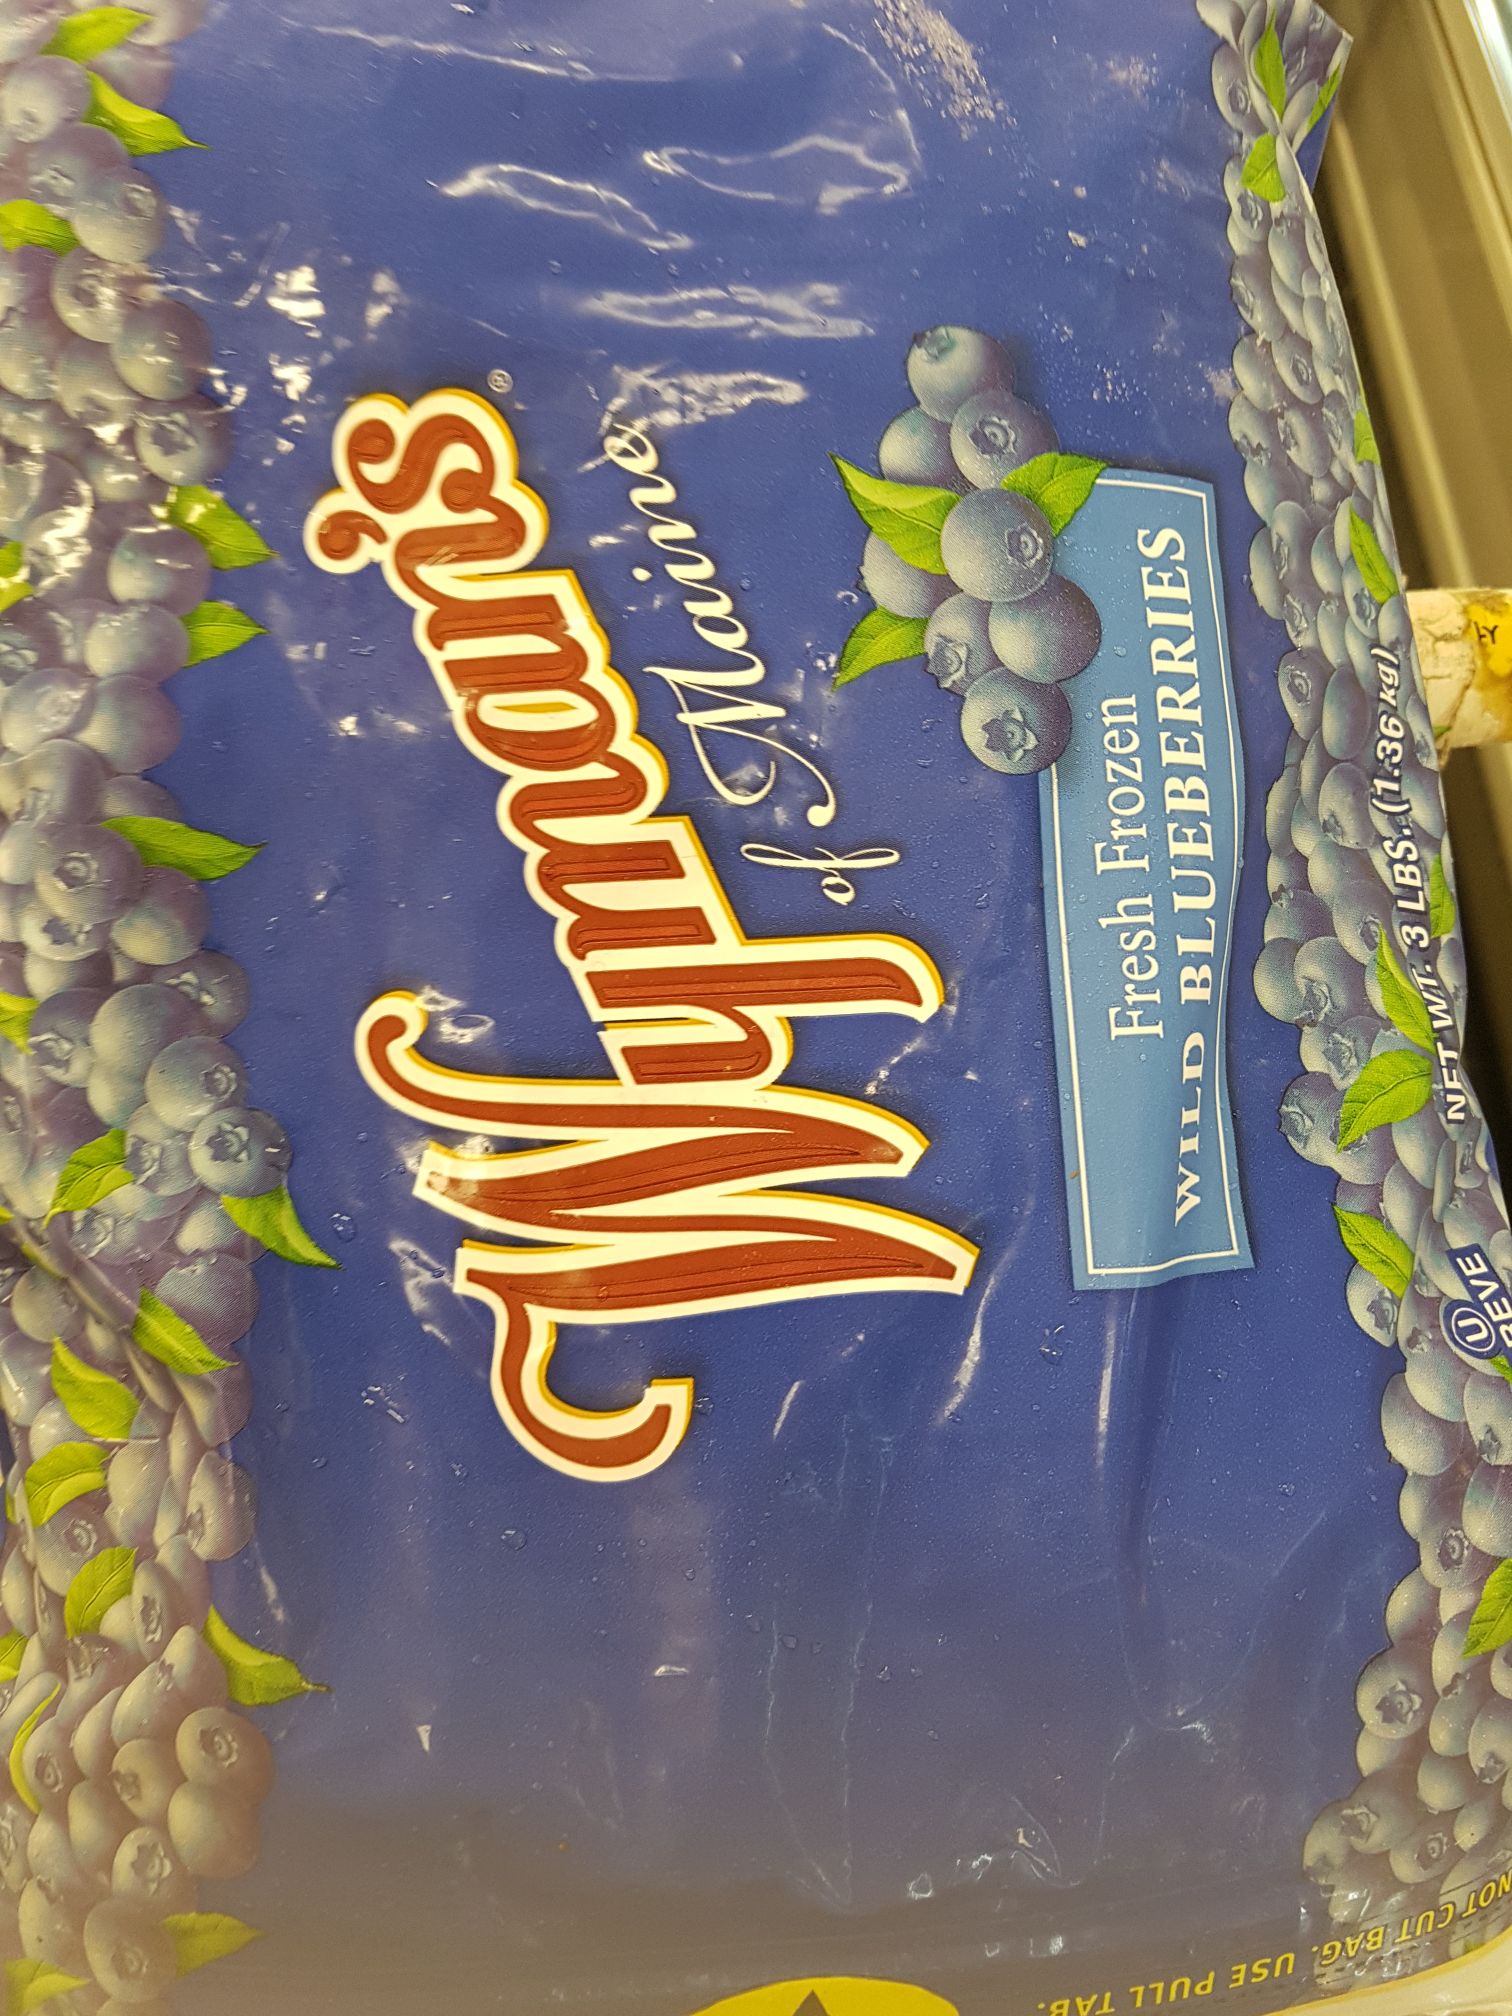 Wyman's®
of Maine
Fresh Frozen
WILD BLUEBERRIES
NET WT. 3 LBS. (1.36 kg)
U
NOT CUT BAG. USE PULL TAB.